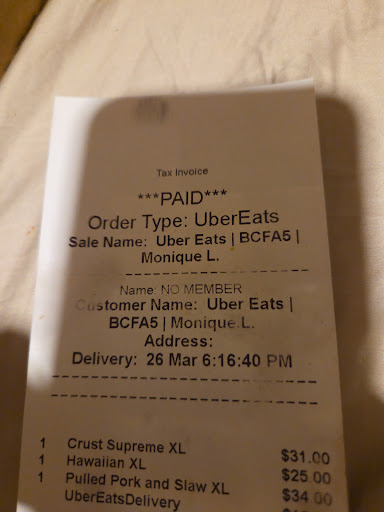 Tax Invoice
***PAID***
Order Type: UberEats
Sale Name: Uber Eats | BCFA5 |
Monique L.
Name: NO MEMBER
Customer Name: Uber Eats |
BCFA5 | Monique L.
Address:
Delivery: 26 Mar 6:16:40 PM
1 Crust Supreme XL $31.00
1 Hawaiian XL $25.00
1 Pulled Pork and Slaw XL $34.00
UberEatsDelivery